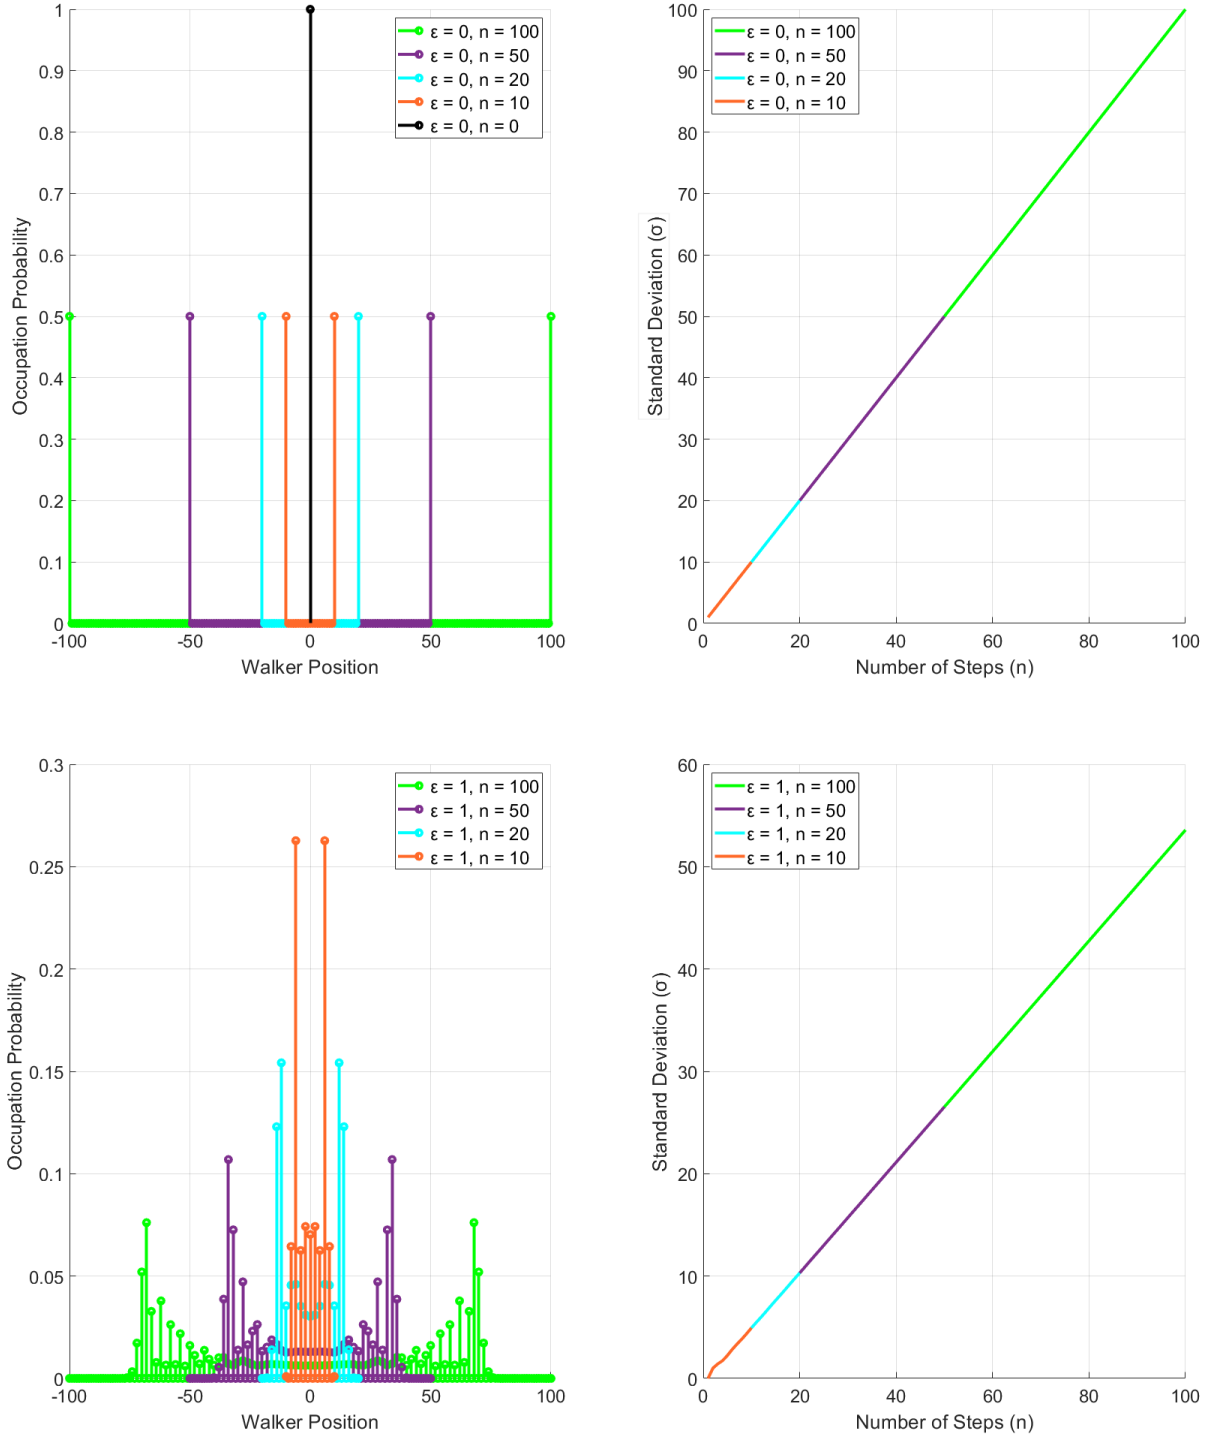 1
0.9
0.8
0.7
0.6
0.5
0.4
0.3
0.2
0.1
0
-100
-50
0
50
100
Occupation Probability
Walker Position
ε = 0, n = 100
ε = 0, n = 50
ε = 0, n = 20
ε = 0, n = 10
ε = 0, n = 0
100
90
80
70
60
50
40
30
20
10
0
0
20
40
60
80
100
Standard Deviation (σ)
Number of Steps (n)
ε = 0, n = 100
ε = 0, n = 50
ε = 0, n = 20
ε = 0, n = 10
0.3
0.25
0.2
0.15
0.1
0.05
0
-100
-50
0
50
100
Occupation Probability
Walker Position
ε = 1, n = 100
ε = 1, n = 50
ε = 1, n = 20
ε = 1, n = 10
60
50
40
30
20
10
0
0
20
40
60
80
100
Standard Deviation (σ)
Number of Steps (n)
ε = 1, n = 100
ε = 1, n = 50
ε = 1, n = 20
ε = 1, n = 10